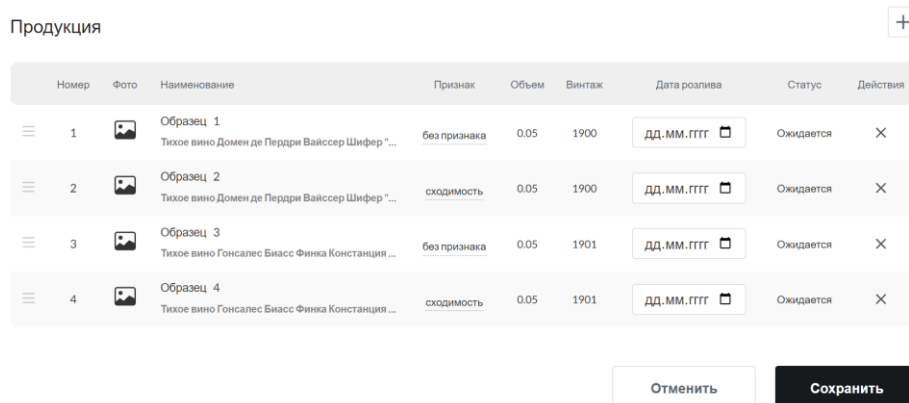 Продукция
+
Номер Фото Наименование Признак Объем Винтаж Дата розлива Статус Действия
1 Образец 1 без признака 0.05 1900 дд.мм.гггг Ожидается
Тихое вино Домен де Пердри Вайссер Шифер "...
2 Образец 2 сходимость 0.05 1900 дд.мм.гггг Ожидается
Тихое вино Домен де Пердри Вайссер Шифер "...
3 Образец 3 без признака 0.05 1901 дд.мм.гггг Ожидается
Тихое вино Гонсалес Биасс Финка Констанция ...
4 Образец 4 сходимость 0.05 1901 дд.мм.гггг Ожидается
Тихое вино Гонсалес Биасс Финка Констанция ...
Отменить Сохранить